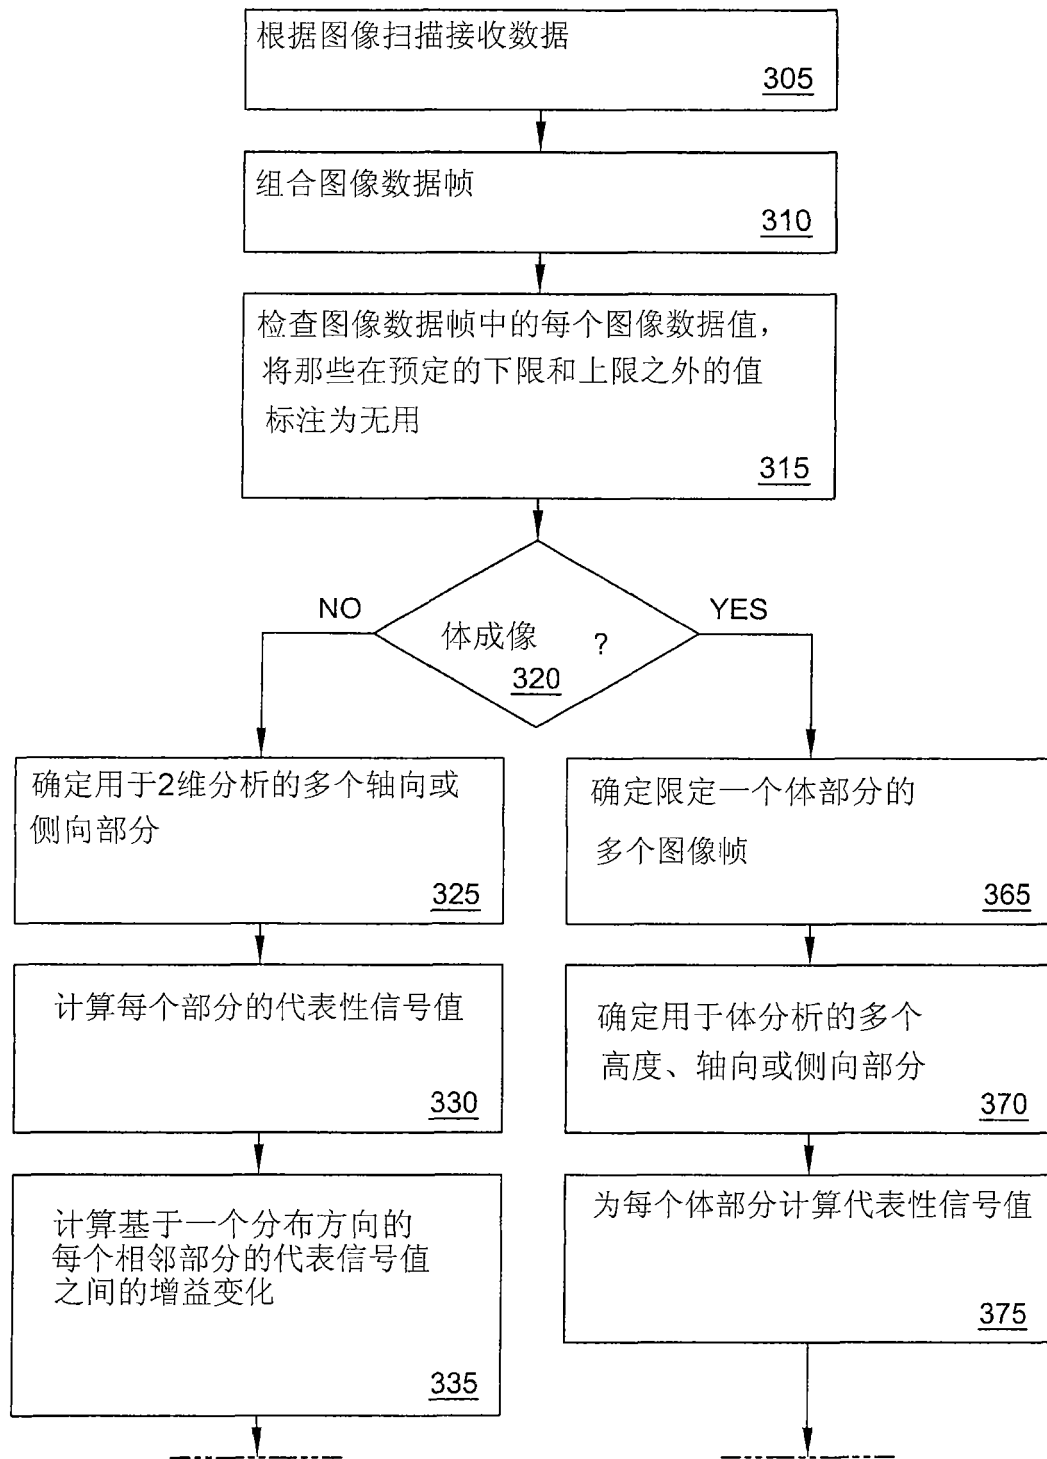 根据图像扫描接收数据
305
组合图像数据帧
310
检查图像数据帧中的每个图像数据值，
将那些在预定的下限和上限之外的值
标注为无用
315
NO
YES
体成像 ?
320
确定用于2维分析的多个轴向或
侧向部分
325
计算每个部分的代表性信号值
330
计算基于一个分布方向的
每个相邻部分的代表信号值
之间的增益变化
335
确定限定一个体部分的
多个图像帧
365
确定用于体分析的多个
高度、轴向或侧向部分
370
为每个体部分计算代表性信号值
375